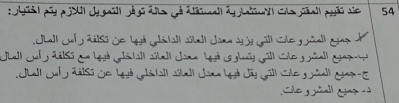 54 عند تقييم المقترحات الاستثمارية المستقلة في حالة توفر التمويل اللازم يتم اختيار:
أ- جميع المشروعات التي يزيد معدل العائد الداخلي فيها عن تكلفة رأس المال.
ب- جميع المشروعات التي يتساوى فيها معدل العائد الداخلي فيها مع تكلفة رأس المال.
ج- جميع المشروعات التي يقل فيها معدل العائد الداخلي فيها عن تكلفة رأس المال.
د- جميع المشروعات.